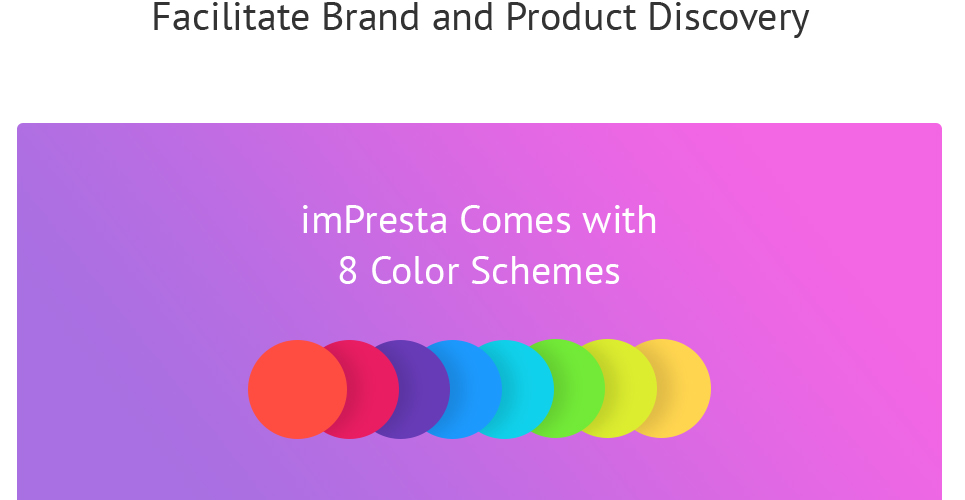 Facilitate Brand and Product Discovery
imPresta Comes with
8 Color Schemes